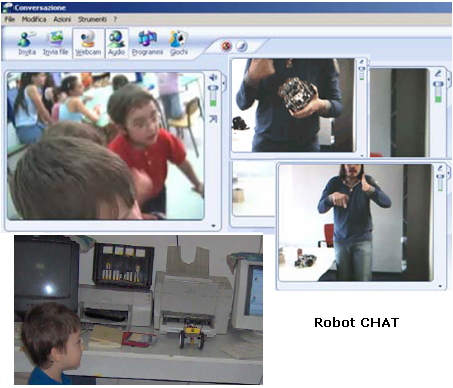 Conversazione
File Modifica Azioni Strumenti ?
Invita Invia file Webcam Audio Programmi Giochi
Robot CHAT